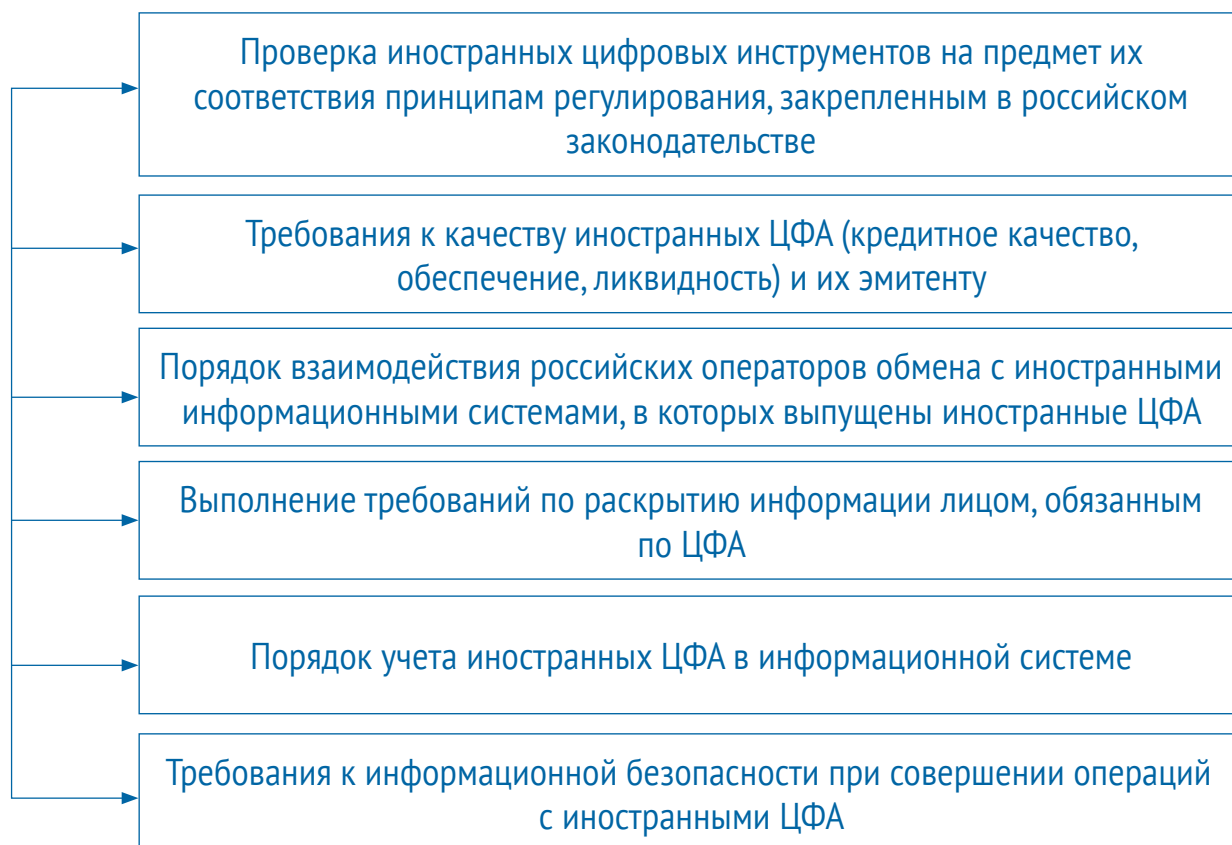 Проверка иностранных цифровых инструментов на предмет их
соответствия принципам регулирования, закрепленным в российском
законодательстве
Требования к качеству иностранных ЦФА (кредитное качество,
обеспечение, ликвидность) и их эмитенту
Порядок взаимодействия российских операторов обмена с иностранными
информационными системами, в которых выпущены иностранные ЦФА
Выполнение требований по раскрытию информации лицом, обязанным
по ЦФА
Порядок учета иностранных ЦФА в информационной системе
Требования к информационной безопасности при совершении операций
с иностранными ЦФА